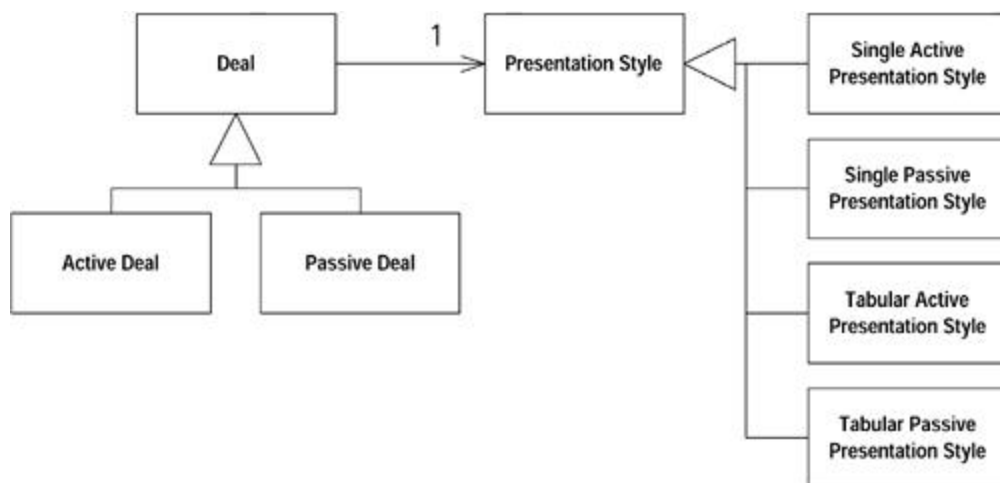 1
Deal
Presentation Style
Single Active
Presentation Style
Single Passive
Presentation Style
Active Deal
Passive Deal
Tabular Active
Presentation Style
Tabular Passive
Presentation Style